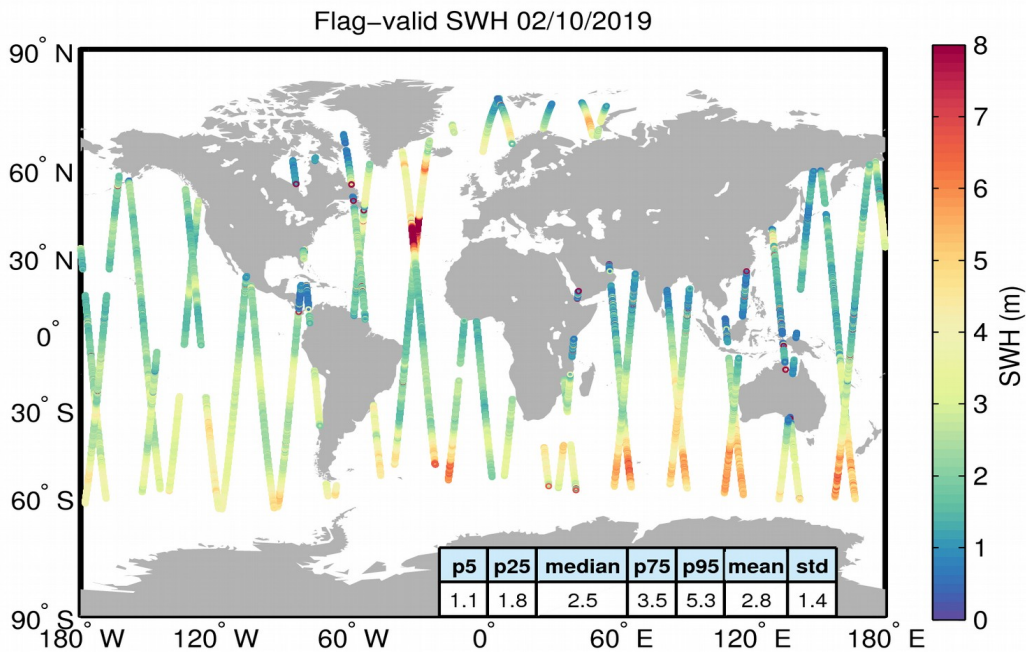 Flag−valid SWH 02/10/2019
90° N
60° N
30° N
0°
30° S
60° S
90° S
180° W
120° W
60° W
0°
60° E
120° E
180° E
8
7
6
5
4
3
2
1
0
SWH (m)
p5 p25 median p75 p95 mean std
1.1 1.8 2.5 3.5 5.3 2.8 1.4